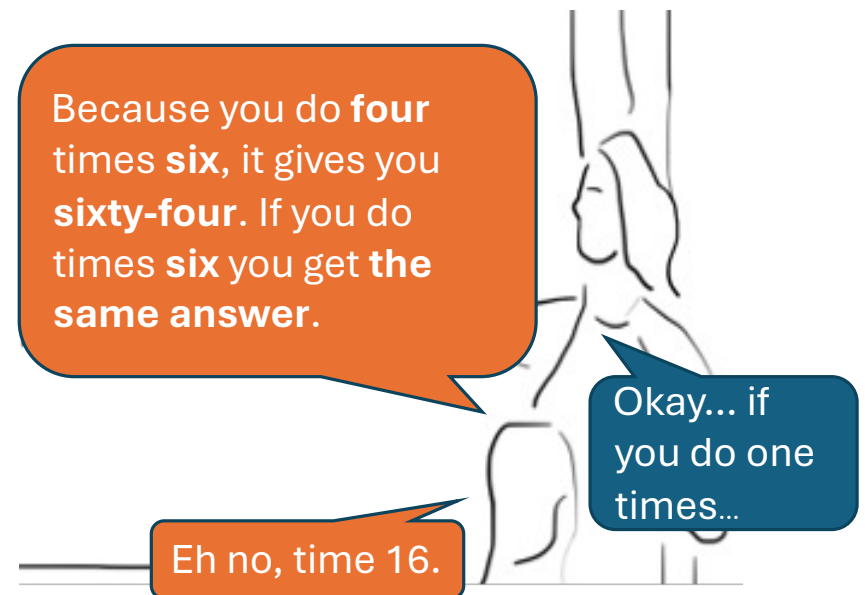 Because you do four
times six, it gives you
sixty-four. If you do
times six you get the
same answer.
Okay... if
you do one
times...
Eh no, time 16.